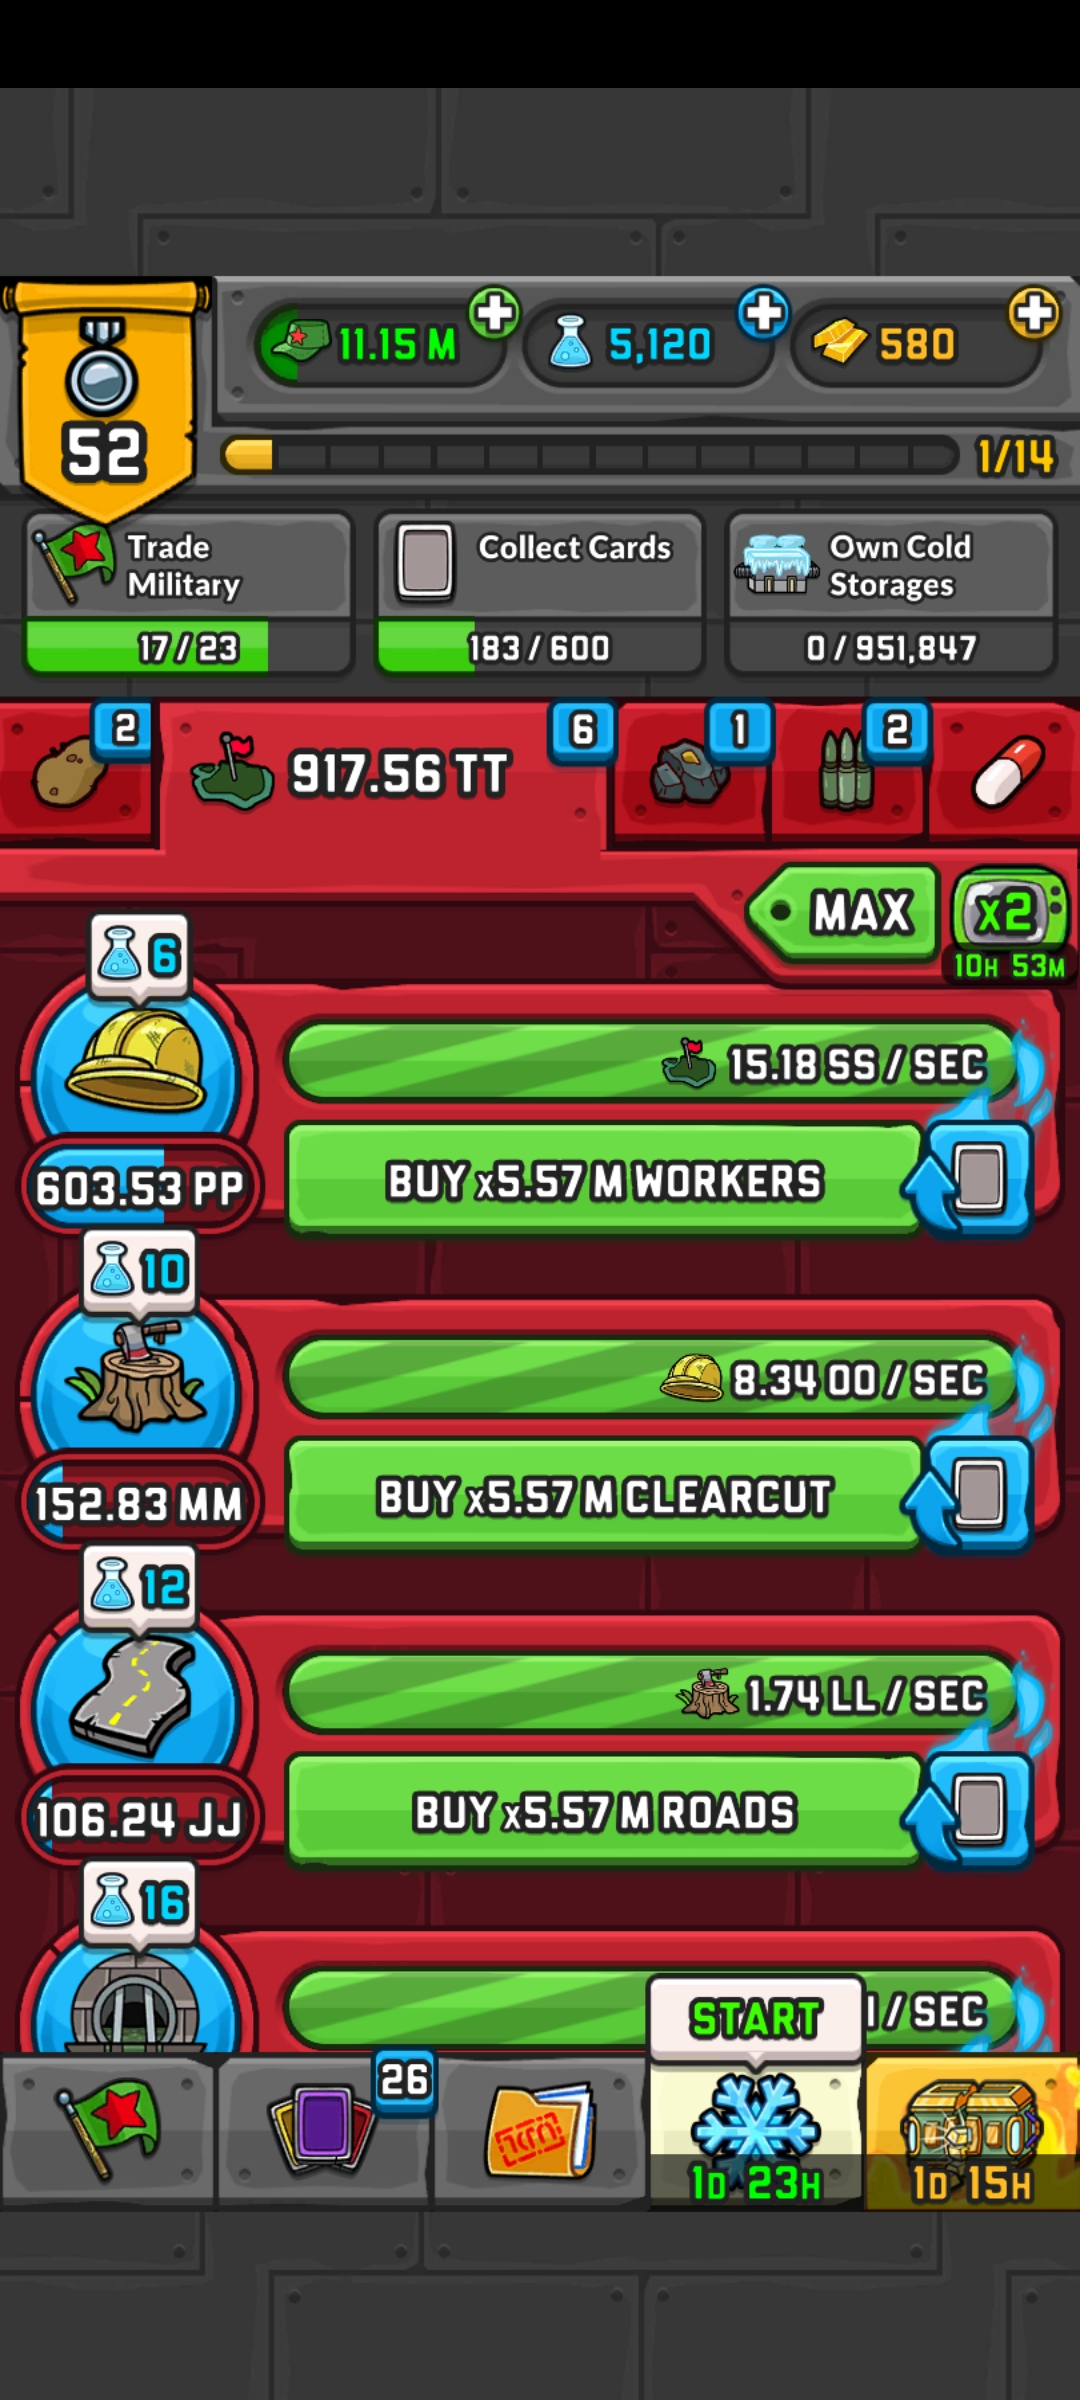 11.15 M
5,120
580
52
1/14
Trade
Military
17/23
Collect Cards
183/600
Own Cold
Storages
0/951,847
2
917.56 TT
6
1
2
MAX
x2
10H 53M
6
15.18 SS / SEC
BUY x5.57 M WORKERS
603.53 PP
10
8.34 OO / SEC
BUY x5.57 M CLEARCUT
152.83 MM
12
1.74 LL / SEC
BUY x5.57 M ROADS
106.24 JJ
16
/ SEC
START
26
1D 23H
1D 15H